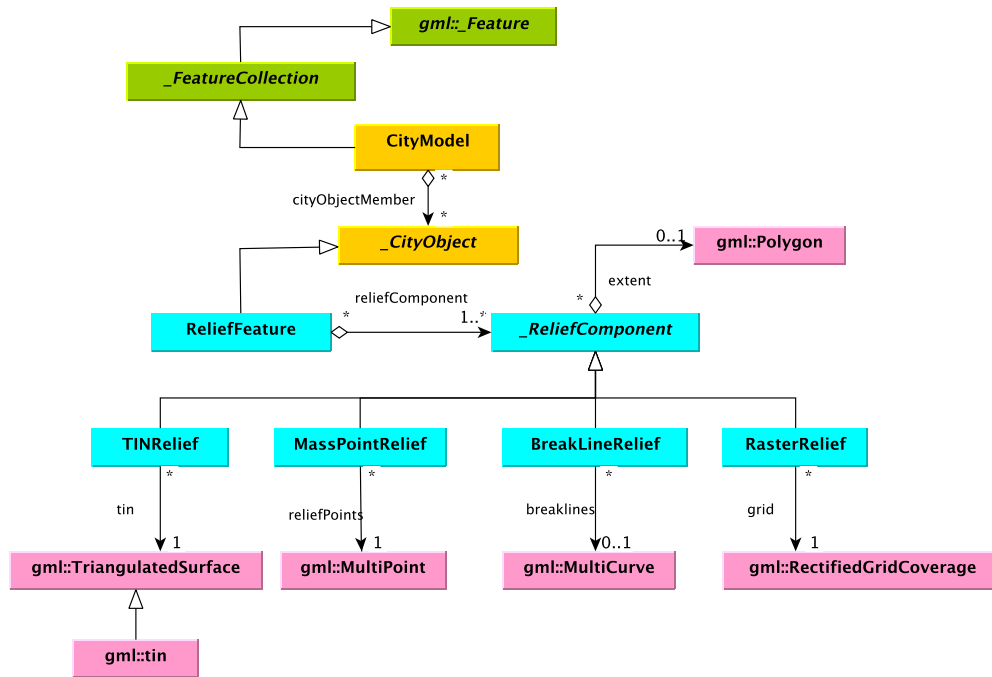 gml::_Feature
_FeatureCollection
CityModel
*
cityObjectMember
*
_CityObject
0..1
gml::Polygon
extent
*
reliefComponent
ReliefFeature
*
1..*
_ReliefComponent
TINRelief
MassPointRelief
BreakLineRelief
RasterRelief
*
*
*
*
tin
reliefPoints
breaklines
grid
1
1
0..1
1
gml::TriangulatedSurface
gml::MultiPoint
gml::MultiCurve
gml::RectifiedGridCoverage
gml::tin